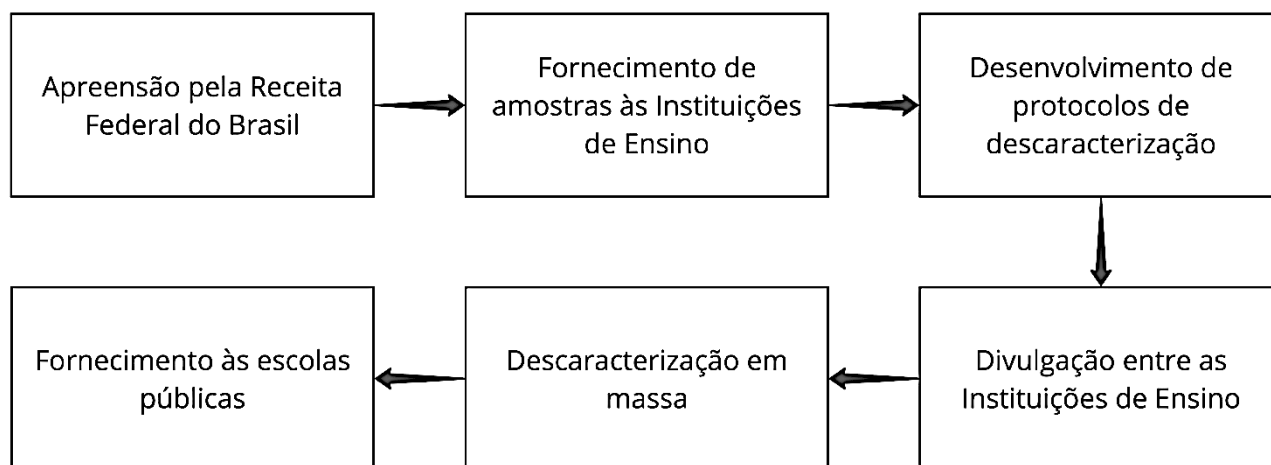 Apreensão pela Receita
Federal do Brasil
Fornecimento de
amostras às Instituições
de Ensino
Desenvolvimento de
protocolos de
descaracterização
Divulgação entre as
Instituições de Ensino
Descaracterização em
massa
Fornecimento às escolas
públicas